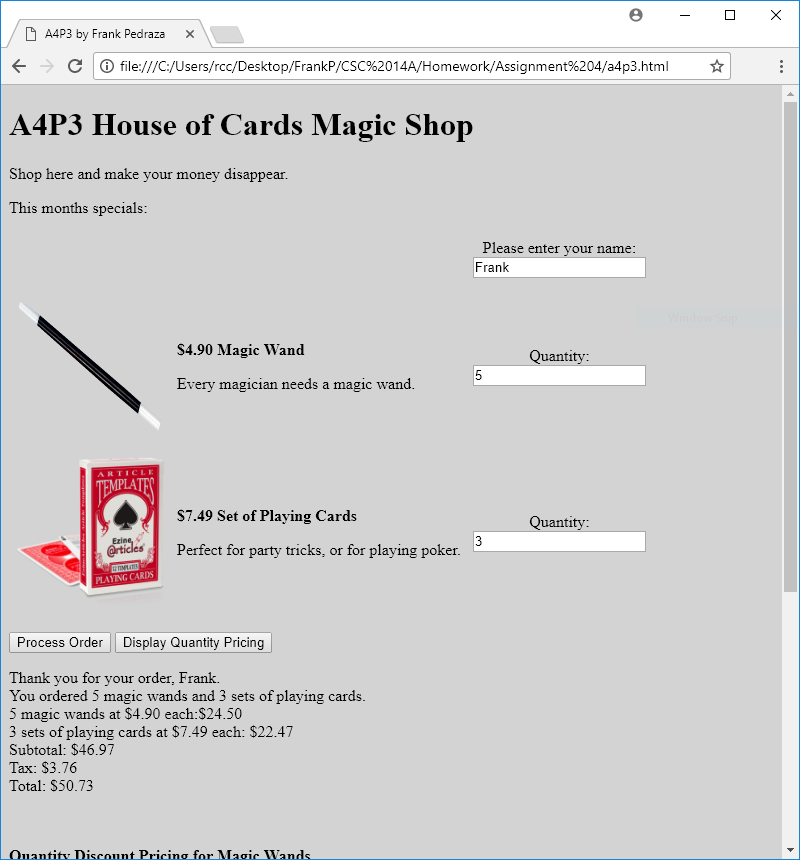 A4P3 by Frank Pedraza
file:///C:/Users/rcc/Desktop/FrankP/CSC%2014A/Homework/Assignment%204/a4p3.html
A4P3 House of Cards Magic Shop
Shop here and make your money disappear.
This months specials:
Please enter your name:
Frank
$4.90 Magic Wand
Every magician needs a magic wand.
Quantity:
5
ARTICLE
TEMPLATES
Ezine
@rticles
12 TEMPLATES
PLAYING CARDS
$7.49 Set of Playing Cards
Perfect for party tricks, or for playing poker.
Quantity:
3
Process Order Display Quantity Pricing
Thank you for your order, Frank.
You ordered 5 magic wands and 3 sets of playing cards.
5 magic wands at $4.90 each:$24.50
3 sets of playing cards at $7.49 each: $22.47
Subtotal: $46.97
Tax: $3.76
Total: $50.73
Quantity Discount Pricing for Magic Wands